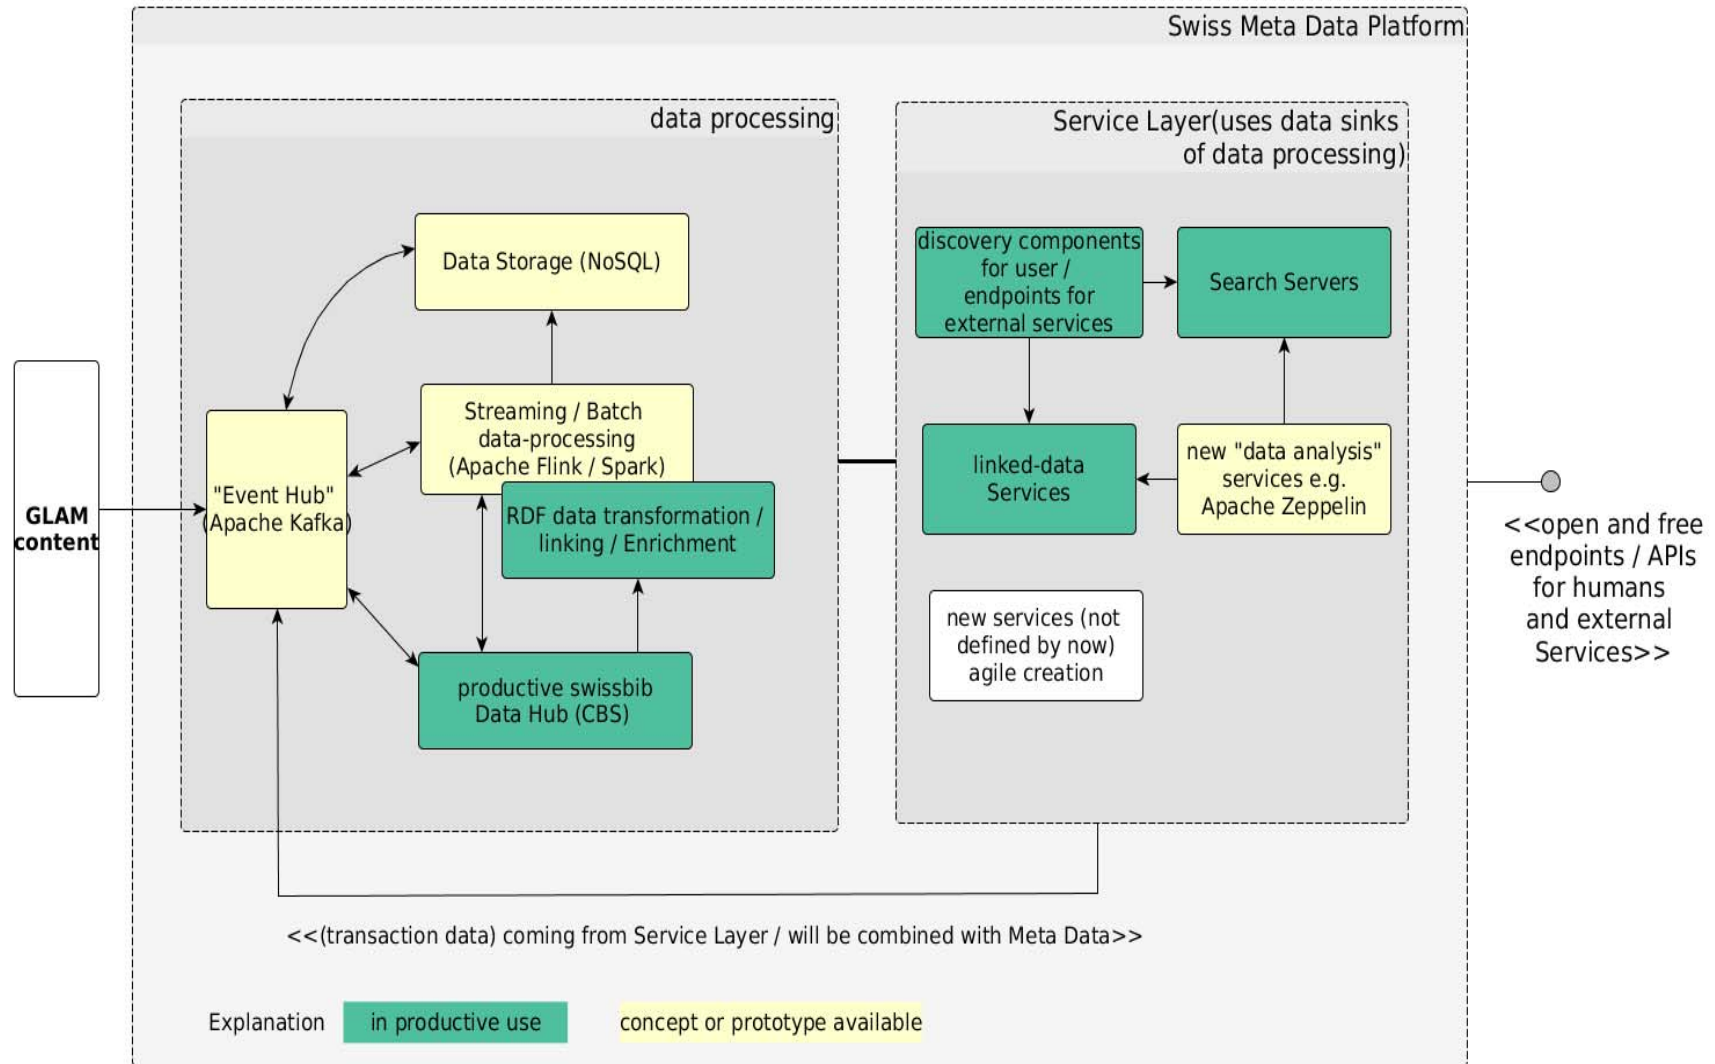 Swiss Meta Data Platform
data processing
Service Layer(uses data sinks
of data processing)
Data Storage (NoSQL)
discovery components
for user /
endpoints for
external services
Search Servers
Streaming / Batch
data-processing
(Apache Flink / Spark)
"Event Hub"
(Apache Kafka)
GLAM
content
RDF data transformation /
linking / Enrichment
linked-data
Services
new "data analysis"
services e.g.
Apache Zeppelin
<<open and free
endpoints / APIs
for humans
and external
Services>>
productive swissbib
Data Hub (CBS)
new services (not
defined by now)
agile creation
<<(transaction data) coming from Service Layer / will be combined with Meta Data>>
Explanation
in productive use
concept or prototype available